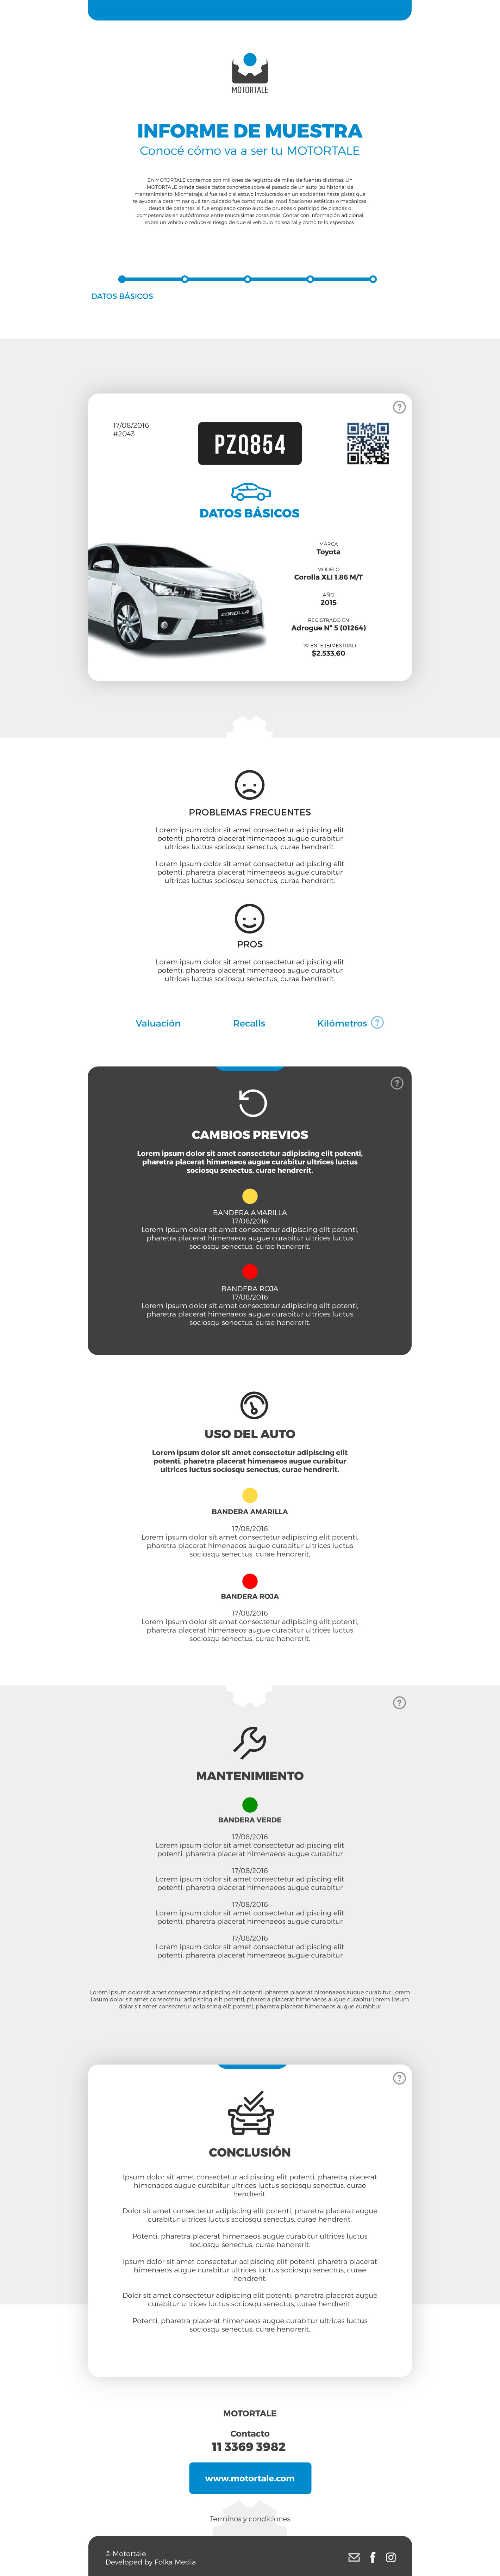 MOTORTALE
INFORME DE MUESTRA
Conocé cómo va a ser tu MOTORTALE
En MOTORTALE contamos con millones de registros de miles de fuentes distintas. Un
MOTORTALE brinda desde datos concretos sobre el pasado de un auto (su historial de
mantenimiento, kilometraje, si fue taxi o si estuvo involucrado en un accidente) hasta pistas que
te ayudan a determinar qué tan cuidado fue como multas, modificaciones estéticas o mecánicas,
deuda de patentes, si fue empleado como auto de pruebas o participó de picadas o
competencias en autódromos entre muchísimas cosas más. Contar con información adicional
sobre un vehículo reduce el riesgo de que el vehículo no sea tal y como te lo esperabas.
DATOS BÁSICOS
?
17/08/2016
#2043
PZQ854
DATOS BÁSICOS
COROLLA
MARCA
Toyota
MODELO
Corolla XLI 1.86 M/T
AÑO
2015
REGISTRADO EN
Adrogue Nº 5 (01264)
PATENTE (BIMESTRAL)
$2.533,60
PROBLEMAS FRECUENTES
Lorem ipsum dolor sit amet consectetur adipiscing elit
potenti, pharetra placerat himenaeos augue curabitur
ultrices luctus sociosqu senectus, curae hendrerit.
Lorem ipsum dolor sit amet consectetur adipiscing elit
potenti, pharetra placerat himenaeos augue curabitur
ultrices luctus sociosqu senectus, curae hendrerit.
PROS
Lorem ipsum dolor sit amet consectetur adipiscing elit
potenti, pharetra placerat himenaeos augue curabitur
ultrices luctus sociosqu senectus, curae hendrerit.
Valuación Recalls Kilómetros ?
?
CAMBIOS PREVIOS
Lorem ipsum dolor sit amet consectetur adipiscing elit potenti,
pharetra placerat himenaeos augue curabitur ultrices luctus
sociosqu senectus, curae hendrerit.
BANDERA AMARILLA
17/08/2016
Lorem ipsum dolor sit amet consectetur adipiscing elit potenti,
pharetra placerat himenaeos augue curabitur ultrices luctus
sociosqu senectus, curae hendrerit.
BANDERA ROJA
17/08/2016
Lorem ipsum dolor sit amet consectetur adipiscing elit potenti,
pharetra placerat himenaeos augue curabitur ultrices luctus
sociosqu senectus, curae hendrerit.
USO DEL AUTO
Lorem ipsum dolor sit amet consectetur adipiscing elit
potenti, pharetra placerat himenaeos augue curabitur
ultrices luctus sociosqu senectus, curae hendrerit.
BANDERA AMARILLA
17/08/2016
Lorem ipsum dolor sit amet consectetur adipiscing elit potenti,
pharetra placerat himenaeos augue curabitur ultrices luctus
sociosqu senectus, curae hendrerit.
BANDERA ROJA
17/08/2016
Lorem ipsum dolor sit amet consectetur adipiscing elit potenti,
pharetra placerat himenaeos augue curabitur ultrices luctus
sociosqu senectus, curae hendrerit.
?
MANTENIMIENTO
BANDERA VERDE
17/08/2016
Lorem ipsum dolor sit amet consectetur adipiscing elit
potenti, pharetra placerat himenaeos augue curabitur
17/08/2016
Lorem ipsum dolor sit amet consectetur adipiscing elit
potenti, pharetra placerat himenaeos augue curabitur
17/08/2016
Lorem ipsum dolor sit amet consectetur adipiscing elit
potenti, pharetra placerat himenaeos augue curabitur
17/08/2016
Lorem ipsum dolor sit amet consectetur adipiscing elit
potenti, pharetra placerat himenaeos augue curabitur
Lorem ipsum dolor sit amet consectetur adipiscing elit potenti, pharetra placerat himenaeos augue curabitur Lorem
ipsum dolor sit amet consectetur adipiscing elit potenti, pharetra placerat himenaeos augue curabiturLorem ipsum
dolor sit amet consectetur adipiscing elit potenti, pharetra placerat himenaeos augue curabitur
?
CONCLUSIÓN
Ipsum dolor sit amet consectetur adipiscing elit potenti, pharetra placerat
himenaeos augue curabitur ultrices luctus sociosqu senectus, curae
hendrerit.
Dolor sit amet consectetur adipiscing elit potenti, pharetra placerat augue
curabitur ultrices luctus sociosqu senectus, curae hendrerit.
Potenti, pharetra placerat himenaeos augue curabitur ultrices luctus
sociosqu senectus, curae hendrerit.
Ipsum dolor sit amet consectetur adipiscing elit potenti, pharetra placerat
himenaeos augue curabitur ultrices luctus sociosqu senectus, curae
hendrerit.
Dolor sit amet consectetur adipiscing elit potenti, pharetra placerat augue
curabitur ultrices luctus sociosqu senectus, curae hendrerit.
Potenti, pharetra placerat himenaeos augue curabitur ultrices luctus
sociosqu senectus, curae hendrerit.
MOTORTALE
Contacto
11 3369 3982
www.motortale.com
Terminos y condiciones
© Motortale
Developed by Folka Media